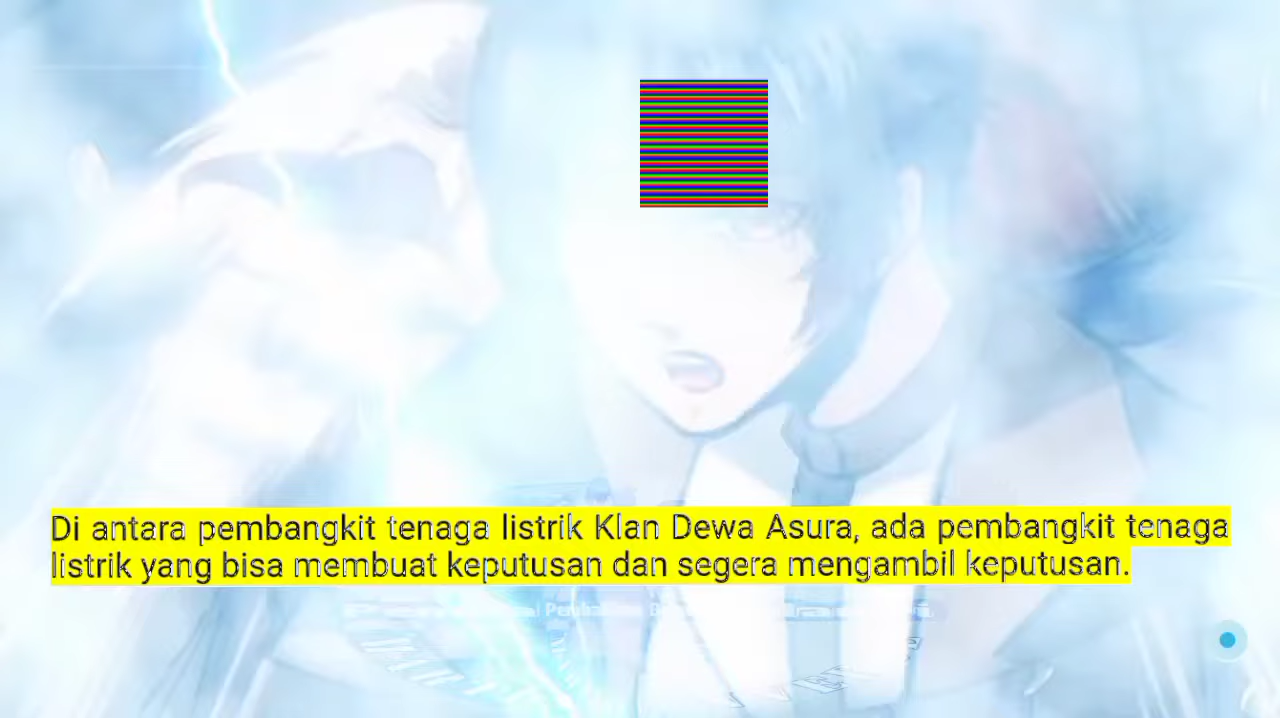 Di antara pembangkit tenaga listrik Klan Dewa Asura, ada pembangkit tenaga
listrik yang bisa membuat keputusan dan segera mengambil keputusan.